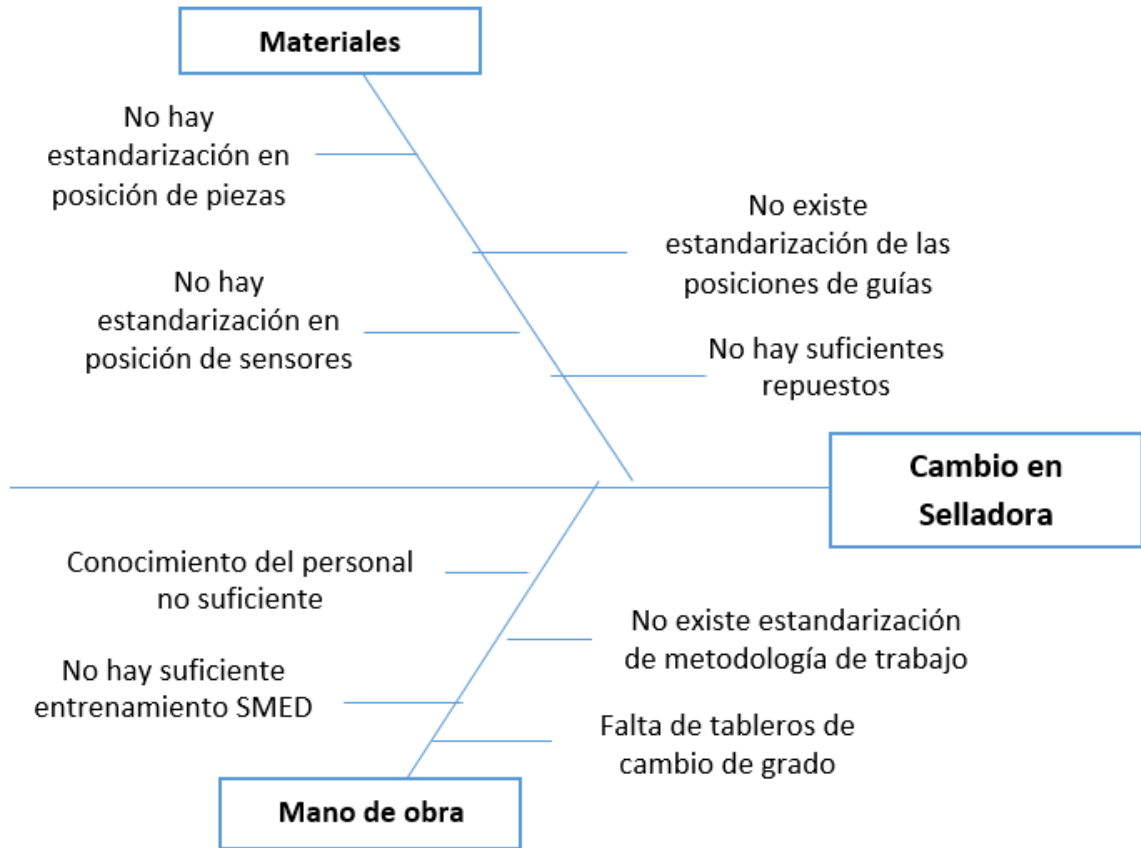 Materiales
No hay
estandarización en
posición de piezas
No existe
estandarización de las
posiciones de guías
No hay
estandarización en
posición de sensores
No hay suficientes
repuestos
Cambio en
Selladora
Conocimiento del personal
no suficiente
No existe estandarización
de metodología de trabajo
No hay suficiente
entrenamiento SMED
Falta de tableros de
cambio de grado
Mano de obra